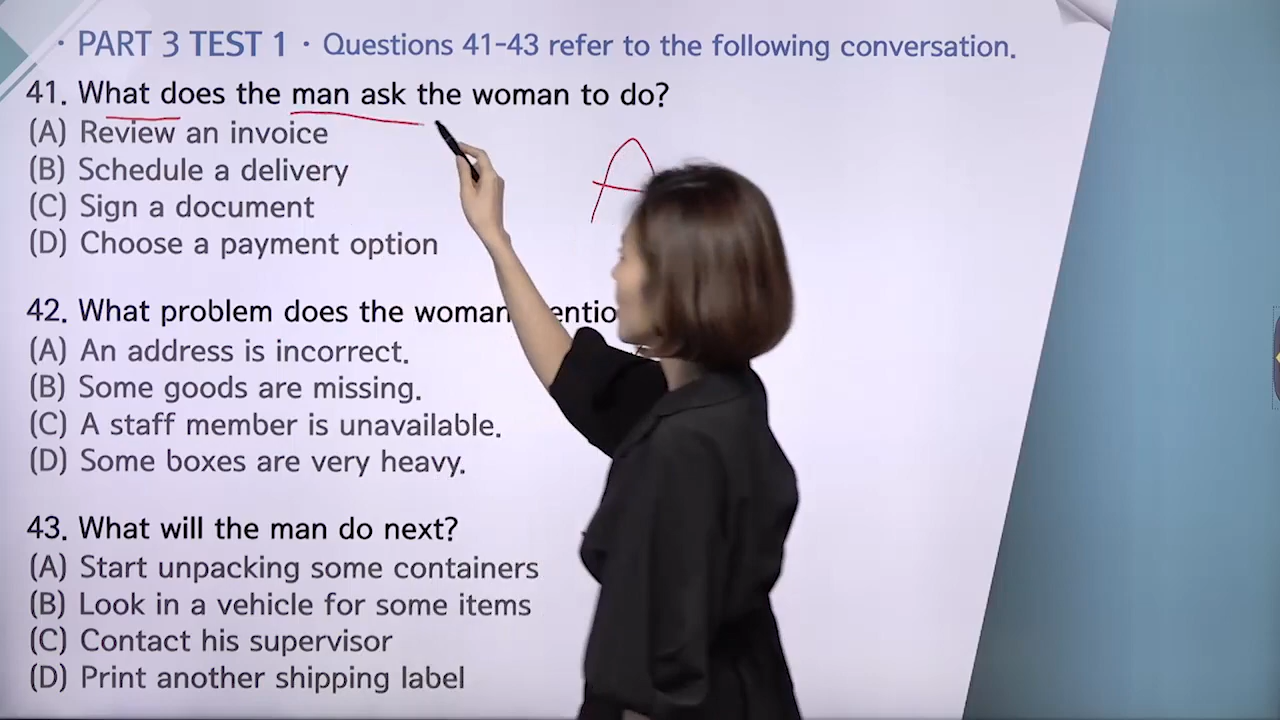 · PART 3 TEST 1 · Questions 41-43 refer to the following conversation.
41. What does the man ask the woman to do?
(A) Review an invoice
(B) Schedule a delivery
(C) Sign a document
(D) Choose a payment option
A
42. What problem does the woman
(A) An address is incorrect.
(B) Some goods are missing.
(C) A staff member is unavailable.
(D) Some boxes are very heavy.
43. What will the man do next?
(A) Start unpacking some containers
(B) Look in a vehicle for some items
(C) Contact his supervisor
(D) Print another shipping label